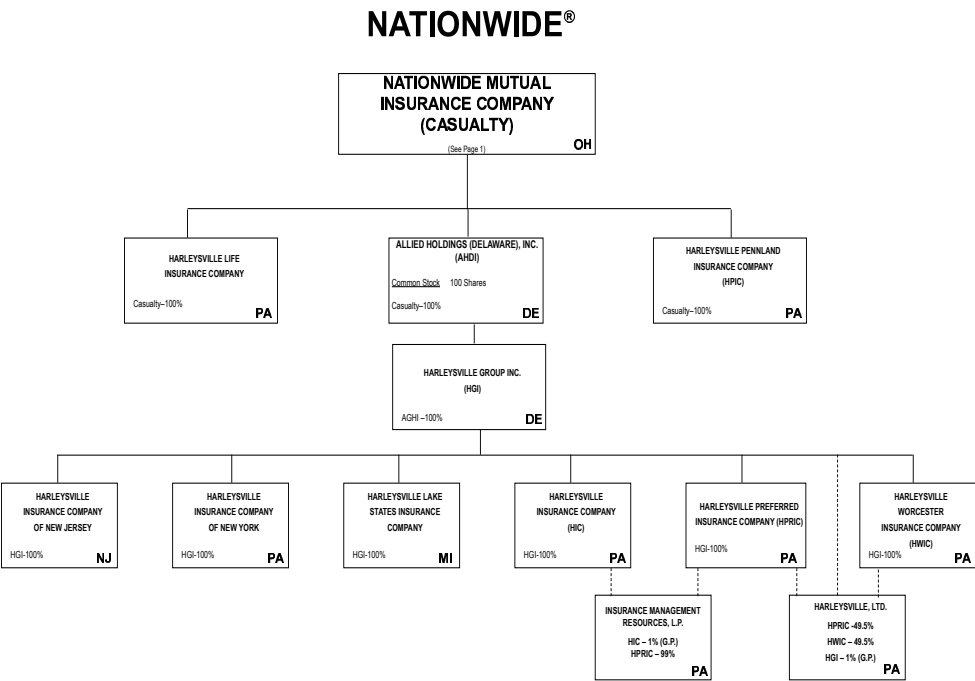 NATIONWIDE®
NATIONWIDE MUTUAL
INSURANCE COMPANY
(CASUALTY)
(See Page 1)
OH
HARLEYSVILLE LIFE
INSURANCE COMPANY
Casualty–100%
PA
ALLIED HOLDINGS (DELAWARE), INC.
(AHDI)
Common Stock 100 Shares
Casualty–100%
DE
HARLEYSVILLE PENNLAND
INSURANCE COMPANY
(HPIC)
Casualty–100%
PA
HARLEYSVILLE GROUP INC.
(HGI)
AGHI –100%
DE
HARLEYSVILLE
INSURANCE COMPANY
OF NEW JERSEY
HGI-100%
NJ
HARLEYSVILLE
INSURANCE COMPANY
OF NEW YORK
HGI-100%
PA
HARLEYSVILLE LAKE
STATES INSURANCE
COMPANY
HGI-100%
MI
HARLEYSVILLE
INSURANCE COMPANY
(HIC)
HGI-100%
PA
HARLEYSVILLE PREFERRED
INSURANCE COMPANY (HPRIC)
HGI-100%
PA
HARLEYSVILLE
WORCESTER
INSURANCE COMPANY
(HWIC)
HGI-100%
PA
INSURANCE MANAGEMENT
RESOURCES, L.P.
HIC – 1% (G.P.)
HPRIC – 99%
PA
HARLEYSVILLE, LTD.
HPRIC -49.5%
HWIC – 49.5%
HGI – 1% (G.P.)
PA